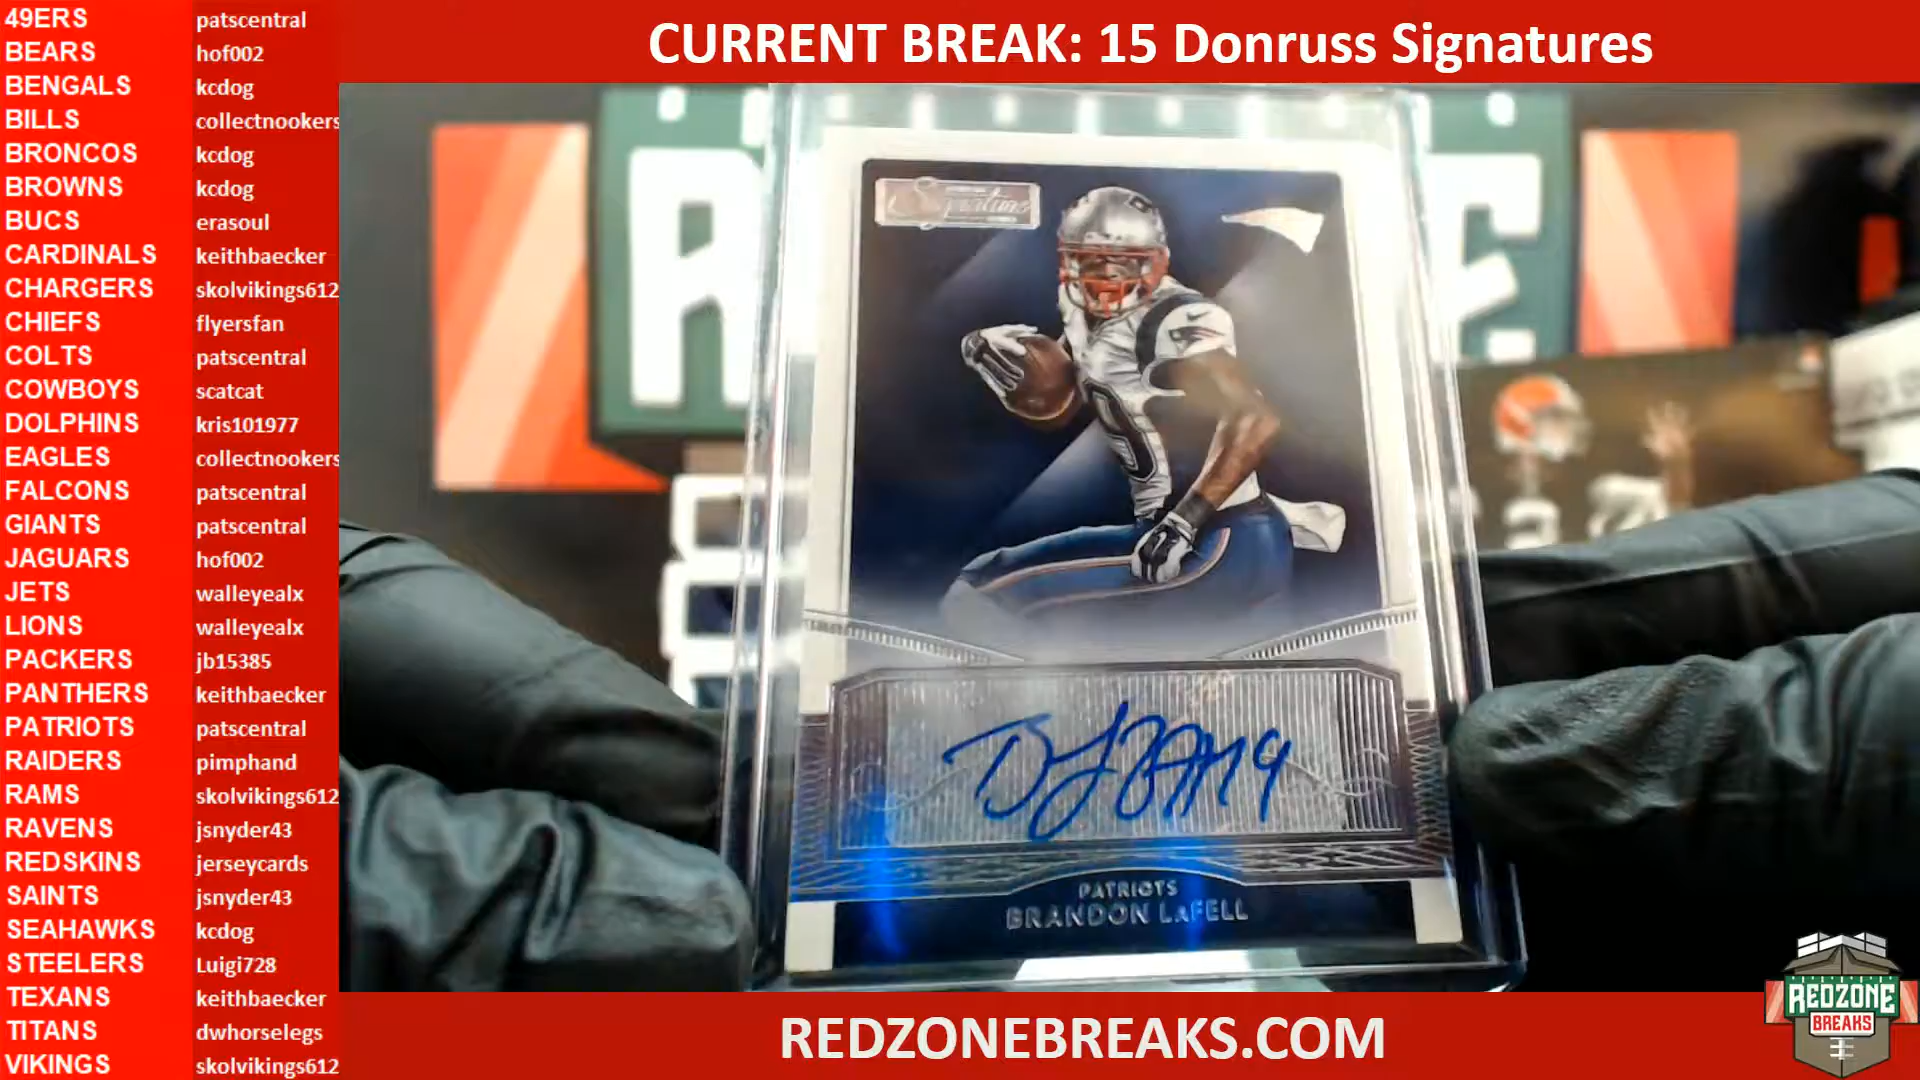 CURRENT BREAK: 15 Donruss Signatures
49ERS patscentral
BEARS hof002
BENGALS kcdog
BILLS collectnookers
BRONCOS kcdog
BROWNS kcdog
BUCS erasoul
CARDINALS keithbaecker
CHARGERS skolvikings612
CHIEFS flyersfan
COLTS patscentral
COWBOYS scatcat
DOLPHINS kris101977
EAGLES collectnookers
FALCONS patscentral
GIANTS patscentral
JAGUARS hof002
JETS walleyealx
LIONS walleyealx
PACKERS jb15385
PANTHERS keithbaecker
PATRIOTS patscentral
RAIDERS pimphand
RAMS skolvikings612
RAVENS jsnyder43
REDSKINS jerseycards
SAINTS jsnyder43
SEAHAWKS kcdog
STEELERS Luigi728
TEXANS keithbaecker
TITANS dwhorselegs
VIKINGS skolvikings612
Signatures
PATRIOTS
BRANDON LaFELL
REDZONEBREAKS.COM
REDZONE
BREAKS